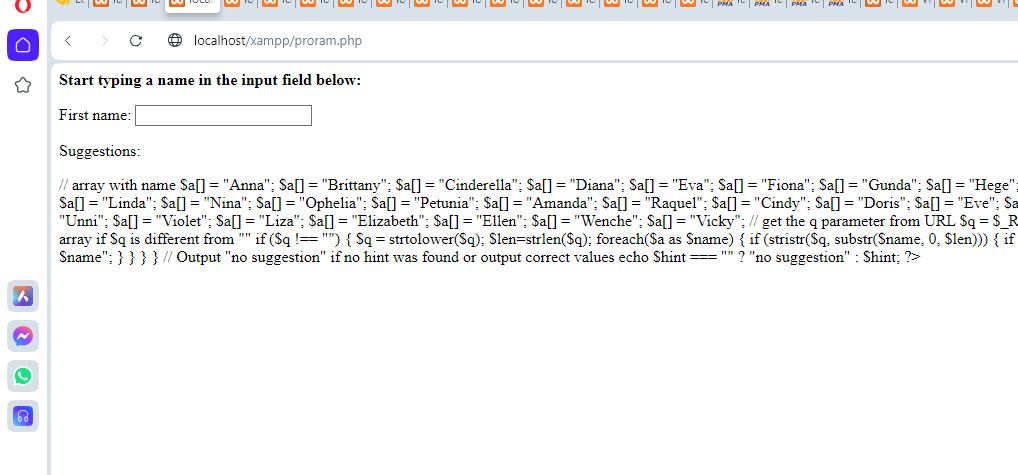 local
localhost/xampp/proram.php
Start typing a name in the input field below:
First name:
Suggestions:
// array with name $a[] = "Anna"; $a[] = "Brittany"; $a[] = "Cinderella"; $a[] = "Diana"; $a[] = "Eva"; $a[] = "Fiona"; $a[] = "Gunda"; $a[] = "Hege";
$a[] = "Linda"; $a[] = "Nina"; $a[] = "Ophelia"; $a[] = "Petunia"; $a[] = "Amanda"; $a[] = "Raquel"; $a[] = "Cindy"; $a[] = "Doris"; $a[] = "Eve"; $a
"Unni"; $a[] = "Violet"; $a[] = "Liza"; $a[] = "Elizabeth"; $a[] = "Ellen"; $a[] = "Wenche"; $a[] = "Vicky"; // get the q parameter from URL $q = $_R
array if $q is different from "" if ($q !== "") { $q = strtolower($q); $len=strlen($q); foreach($a as $name) { if (stristr($q, substr($name, 0, $len))) { if
$name"; } } } } // Output "no suggestion" if no hint was found or output correct values echo $hint === "" ? "no suggestion" : $hint; ?>